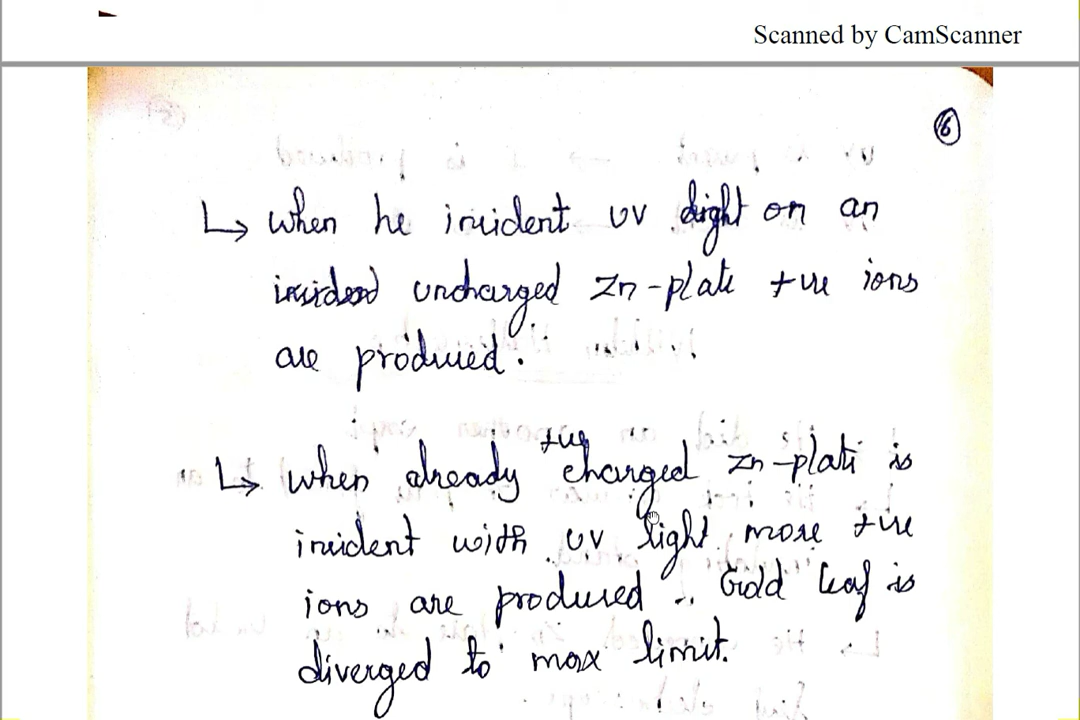 Scanned by CamScanner
6
↳ when he incident UV light on an
uncharged Zn-plate +ve ions
are produced.
+ve
↳ when already charged Zn-plate is
incident with UV light more +ve
ions are produced ∴ Gold leaf is
diverged to max limit.